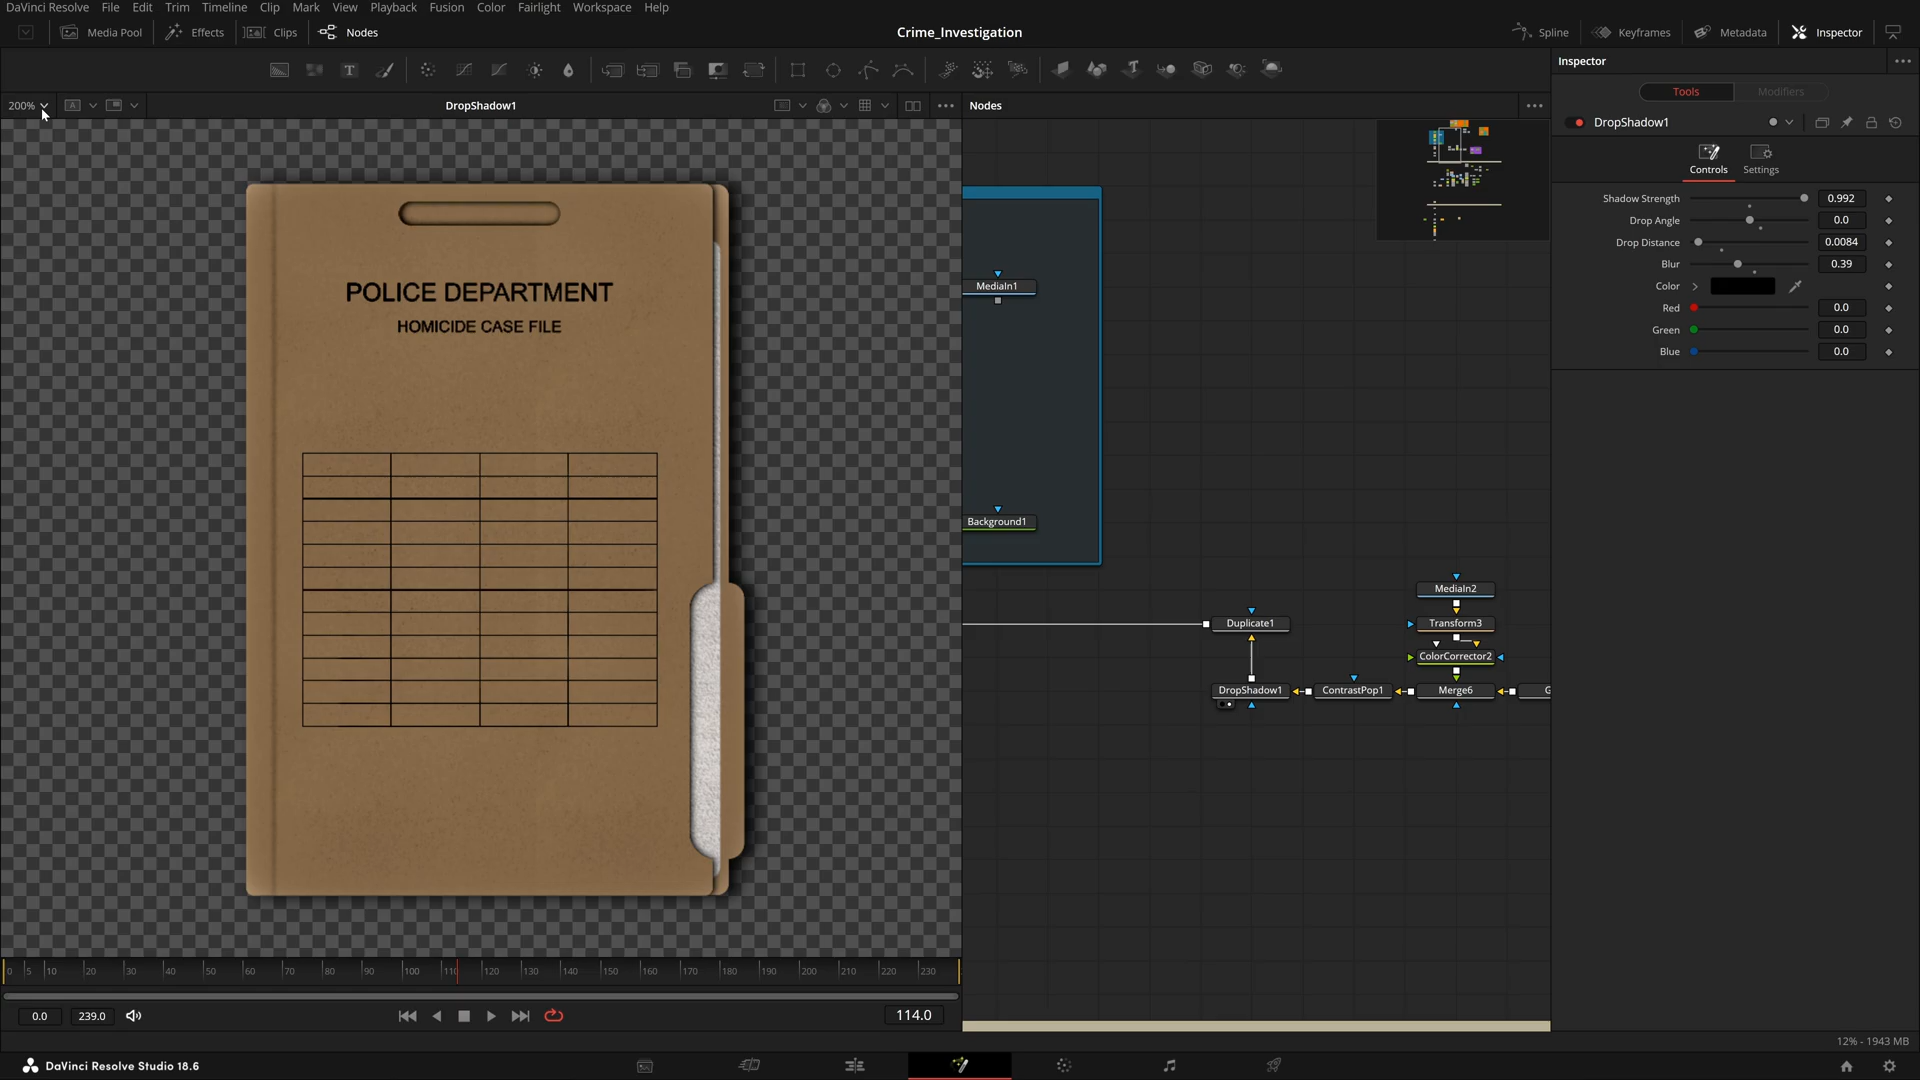 DaVinci Resolve File Edit Trim Timeline Clip Mark View Playback Fusion Color Fairlight Workspace Help
Media Pool Effects Clips Nodes Crime_Investigation Spline Keyframes Metadata Inspector
Inspector
200% A DropShadow1 Nodes
Tools Modifiers
DropShadow1
Controls Settings
Shadow Strength 0.992
Drop Angle 0.0
Drop Distance 0.0084
Blur 0.39
Color
Red 0.0
Green 0.0
Blue 0.0
POLICE DEPARTMENT
HOMICIDE CASE FILE
MediaIn1
Background1
MediaIn2
Duplicate1 Transform3
ColorCorrector2
DropShadow1 ContrastPop1 Merge6 G
0 5 10 20 30 40 50 60 70 80 90 100 110 120 130 140 150 160 170 180 190 200 210 220 230
0.0 239.0 114.0
12% - 1943 MB
DaVinci Resolve Studio 18.6